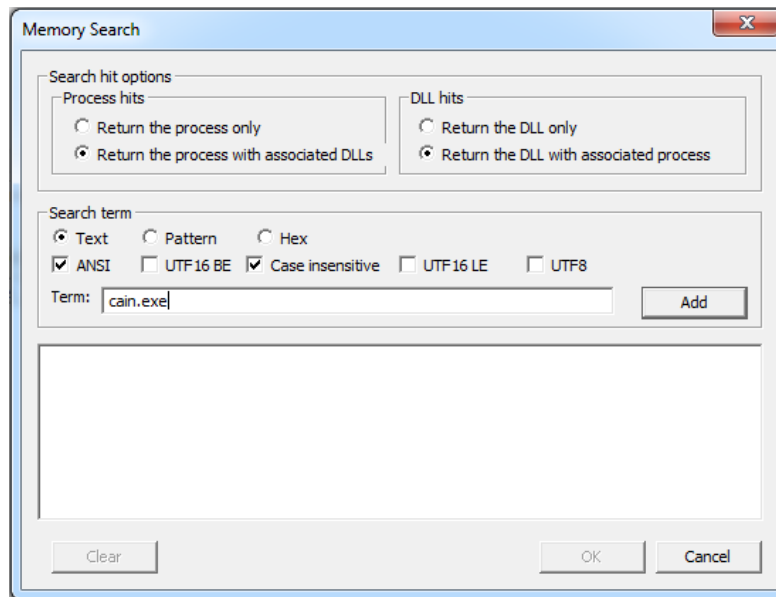 Memory Search
Search hit options
Process hits
Return the process only
Return the process with associated DLLs
DLL hits
Return the DLL only
Return the DLL with associated process
Search term
Text Pattern Hex
ANSI UTF16 BE Case insensitive UTF16 LE UTF8
Term: cain.exe Add
Clear OK Cancel